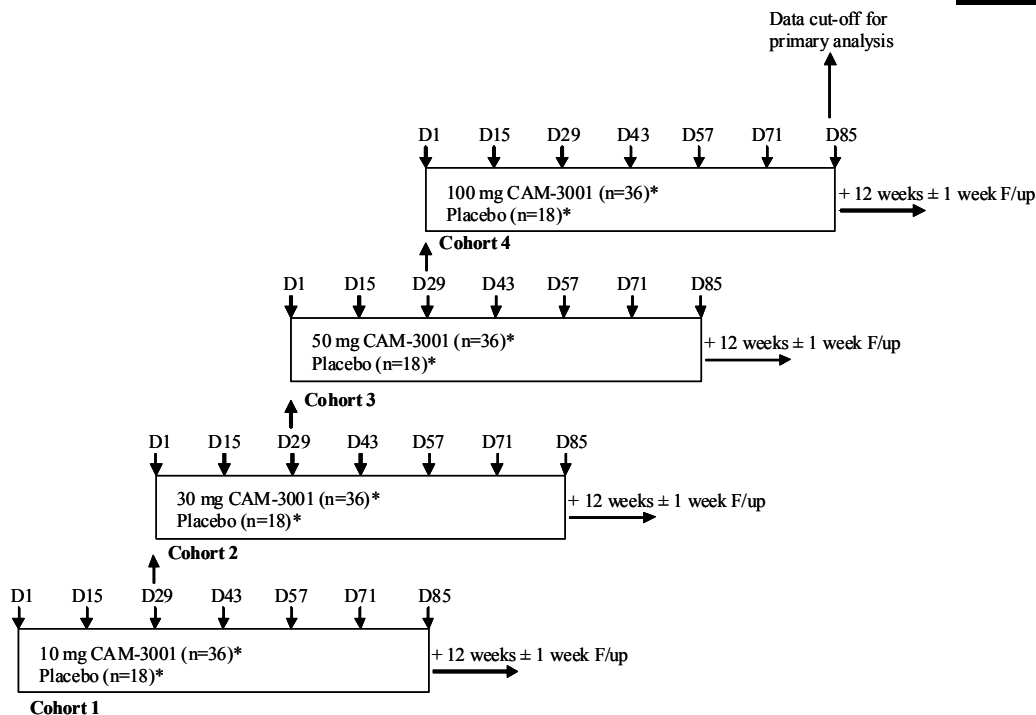 Data cut-off for
primary analysis
D1 D15 D29 D43 D57 D71 D85
100 mg CAM-3001 (n=36)*
Placebo (n=18)*
+ 12 weeks ± 1 week F/up
Cohort 4
D1 D15 D29 D43 D57 D71 D85
50 mg CAM-3001 (n=36)*
Placebo (n=18)*
+ 12 weeks ± 1 week F/up
Cohort 3
D1 D15 D29 D43 D57 D71 D85
30 mg CAM-3001 (n=36)*
Placebo (n=18)*
+ 12 weeks ± 1 week F/up
Cohort 2
D1 D15 D29 D43 D57 D71 D85
10 mg CAM-3001 (n=36)*
Placebo (n=18)*
+ 12 weeks ± 1 week F/up
Cohort 1